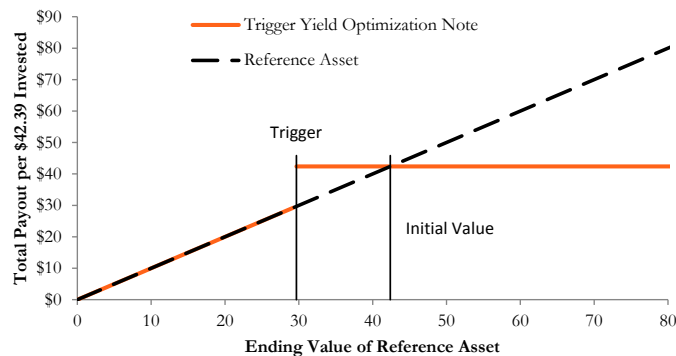 $90
$80
$70
$60
$50
$40
$30
$20
$10
$0
Total Payout per $42.39 Invested
Trigger Yield Optimization Note
Reference Asset
Trigger
Initial Value
0 10 20 30 40 50 60 70 80
Ending Value of Reference Asset